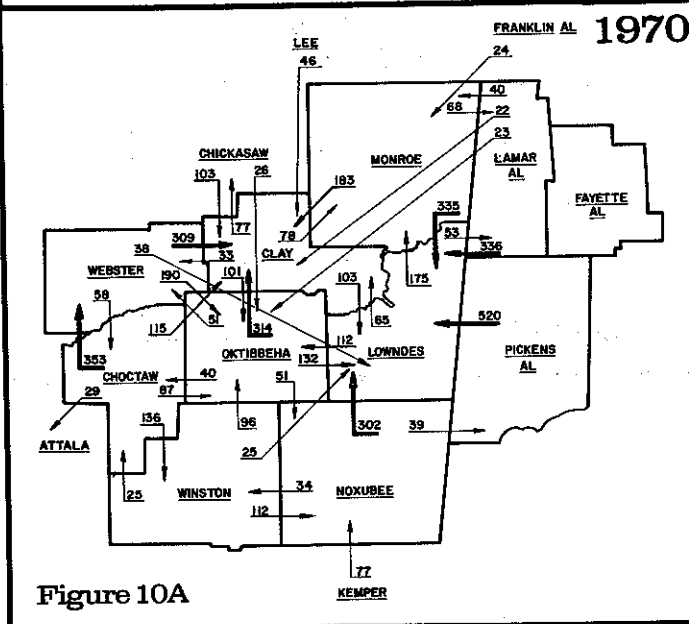 FRANKLIN AL 1970
LEE
24
46
40
68
22
CHICKASAW
23
MONROE
LAMAR
AL
26
103
183
FAYETTE
AL
77
335
78
53
309
38
CLAY
33
336
WEBSTER
101
103
175
190
58
65
51
520
115
314
112
OKTIBBEHA
LOWNDES
PICKENS
AL
353
132
CHOCTAW
40
51
29
87
136
96
302
39
ATTALA
25
25
34
WINSTON
NOXUBEE
112
77
Figure 10A
KEMPER